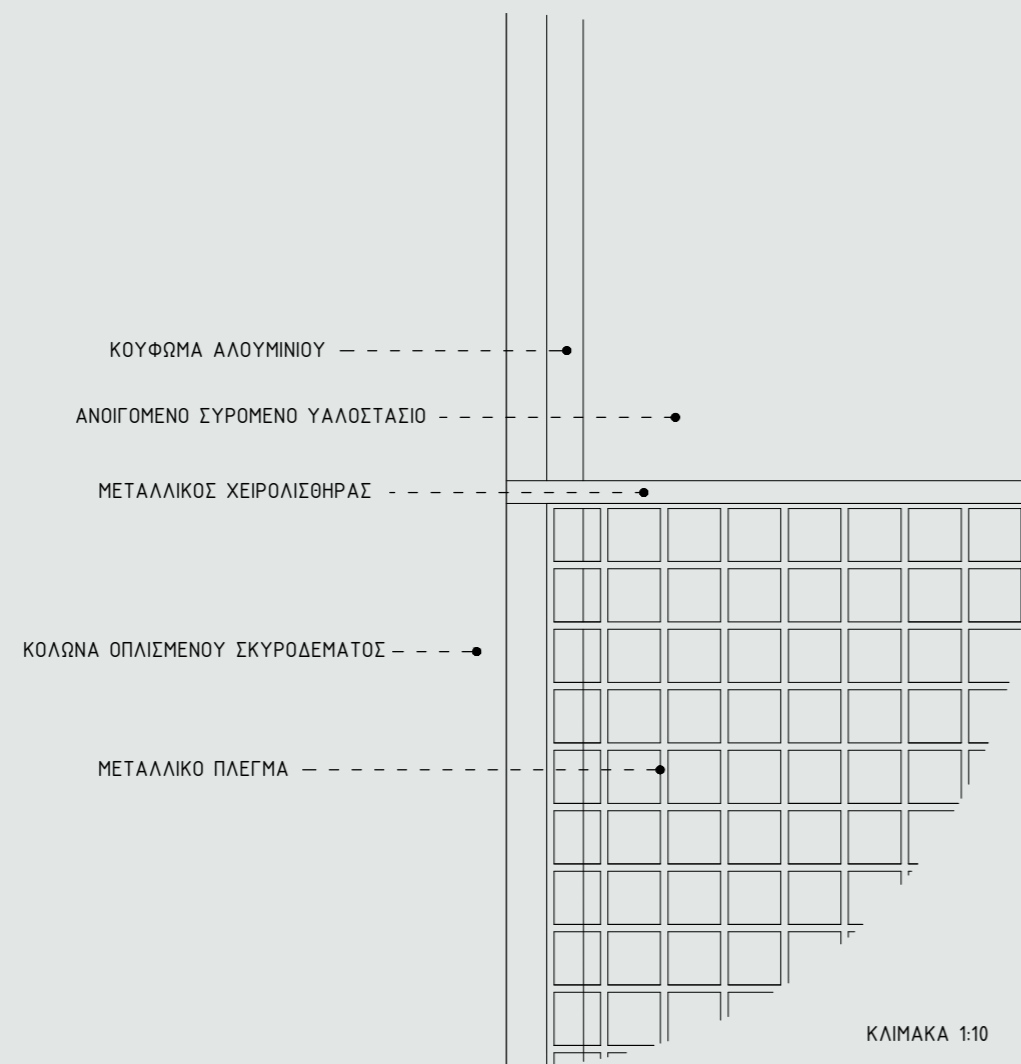 ΚΟΥΦΩΜΑ ΑΛΟΥΜΙΝΙΟΥ
ΑΝΟΙΓΟΜΕΝΟ ΣΥΡΟΜΕΝΟ ΥΑΛΟΣΤΑΣΙΟ
ΜΕΤΑΛΛΙΚΟΣ ΧΕΙΡΟΛΙΣΘΗΡΑΣ
ΚΟΛΩΝΑ ΟΠΛΙΣΜΕΝΟΥ ΣΚΥΡΟΔΕΜΑΤΟΣ
ΜΕΤΑΛΛΙΚΟ ΠΛΕΓΜΑ
ΚΛΙΜΑΚΑ 1:10